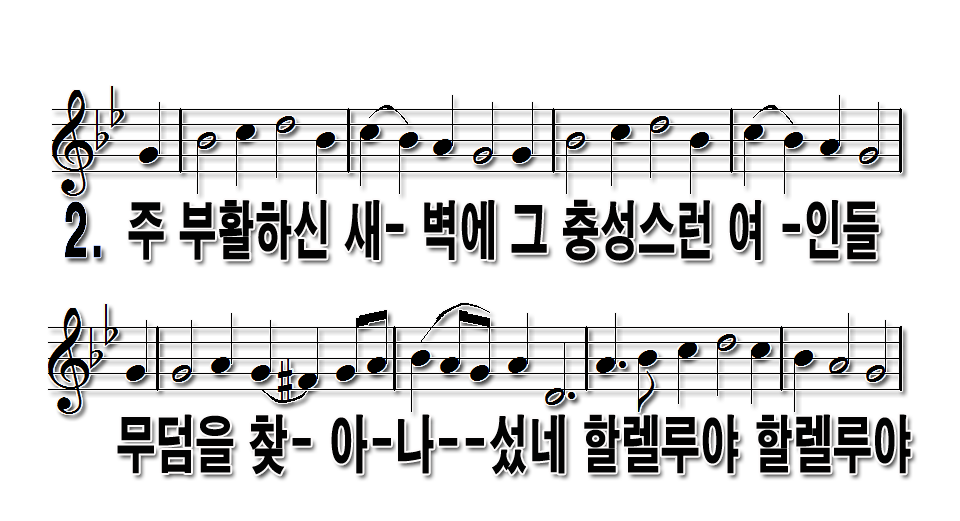 2. 주 부활하신 새- 벽에 그 충성스런 여 -인들
무덤을 찾- 아-나--섰네 할렐루야 할렐루야